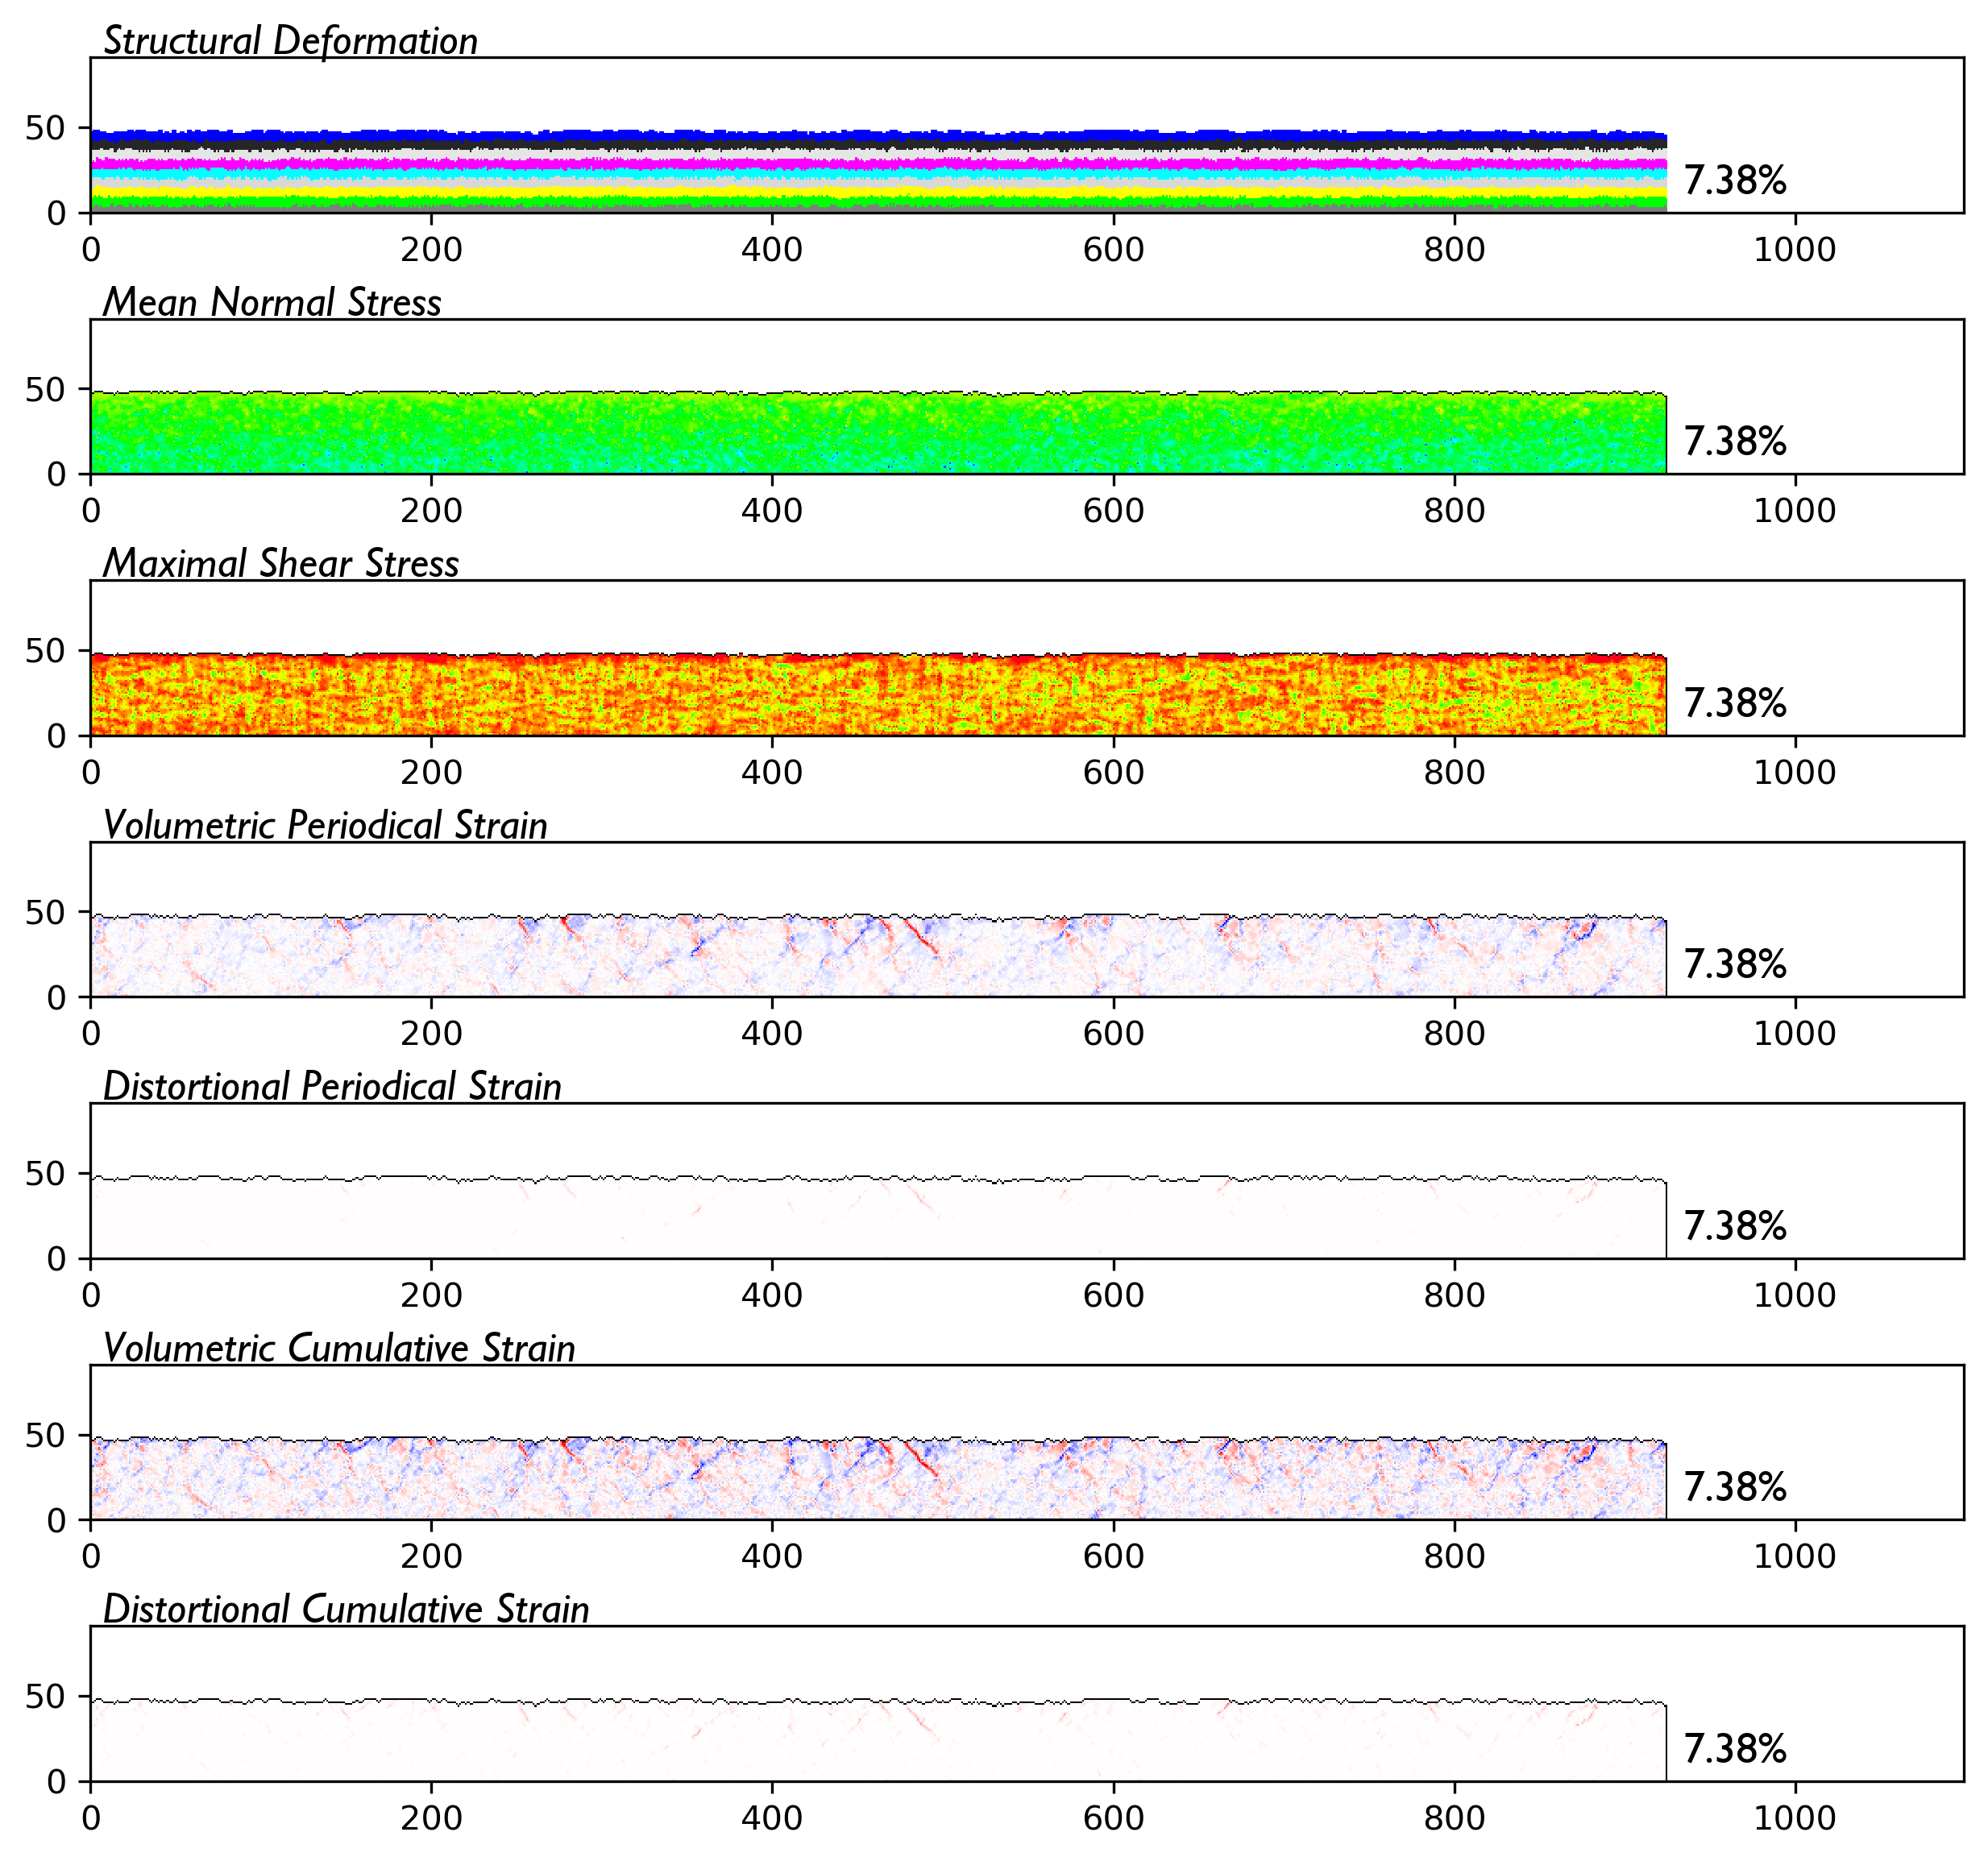 Structural Deformation
50
7.38%
0
0 200 400 600 800 1000
Mean Normal Stress
50
7.38%
0
0 200 400 600 800 1000
Maximal Shear Stress
50
7.38%
0
0 200 400 600 800 1000
Volumetric Periodical Strain
50
7.38%
0
0 200 400 600 800 1000
Distortional Periodical Strain
50
7.38%
0
0 200 400 600 800 1000
Volumetric Cumulative Strain
50
7.38%
0
0 200 400 600 800 1000
Distortional Cumulative Strain
50
7.38%
0
0 200 400 600 800 1000